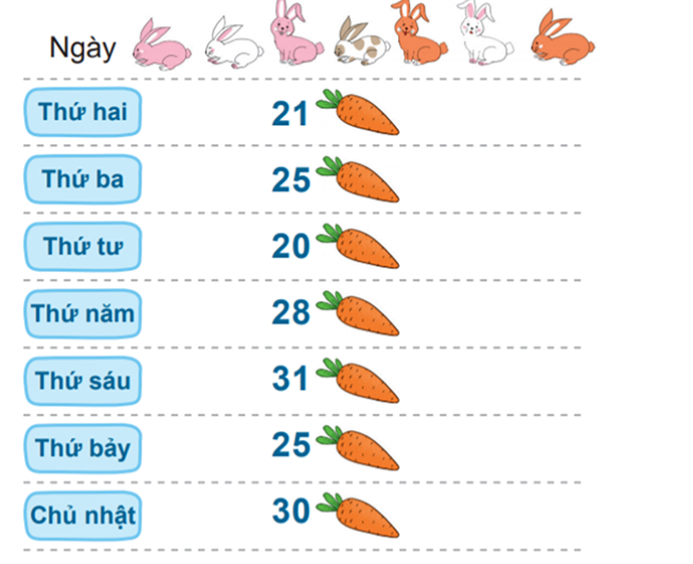 Ngày
Thứ hai 21
Thứ ba 25
Thứ tư 20
Thứ năm 28
Thứ sáu 31
Thứ bảy 25
Chủ nhật 30